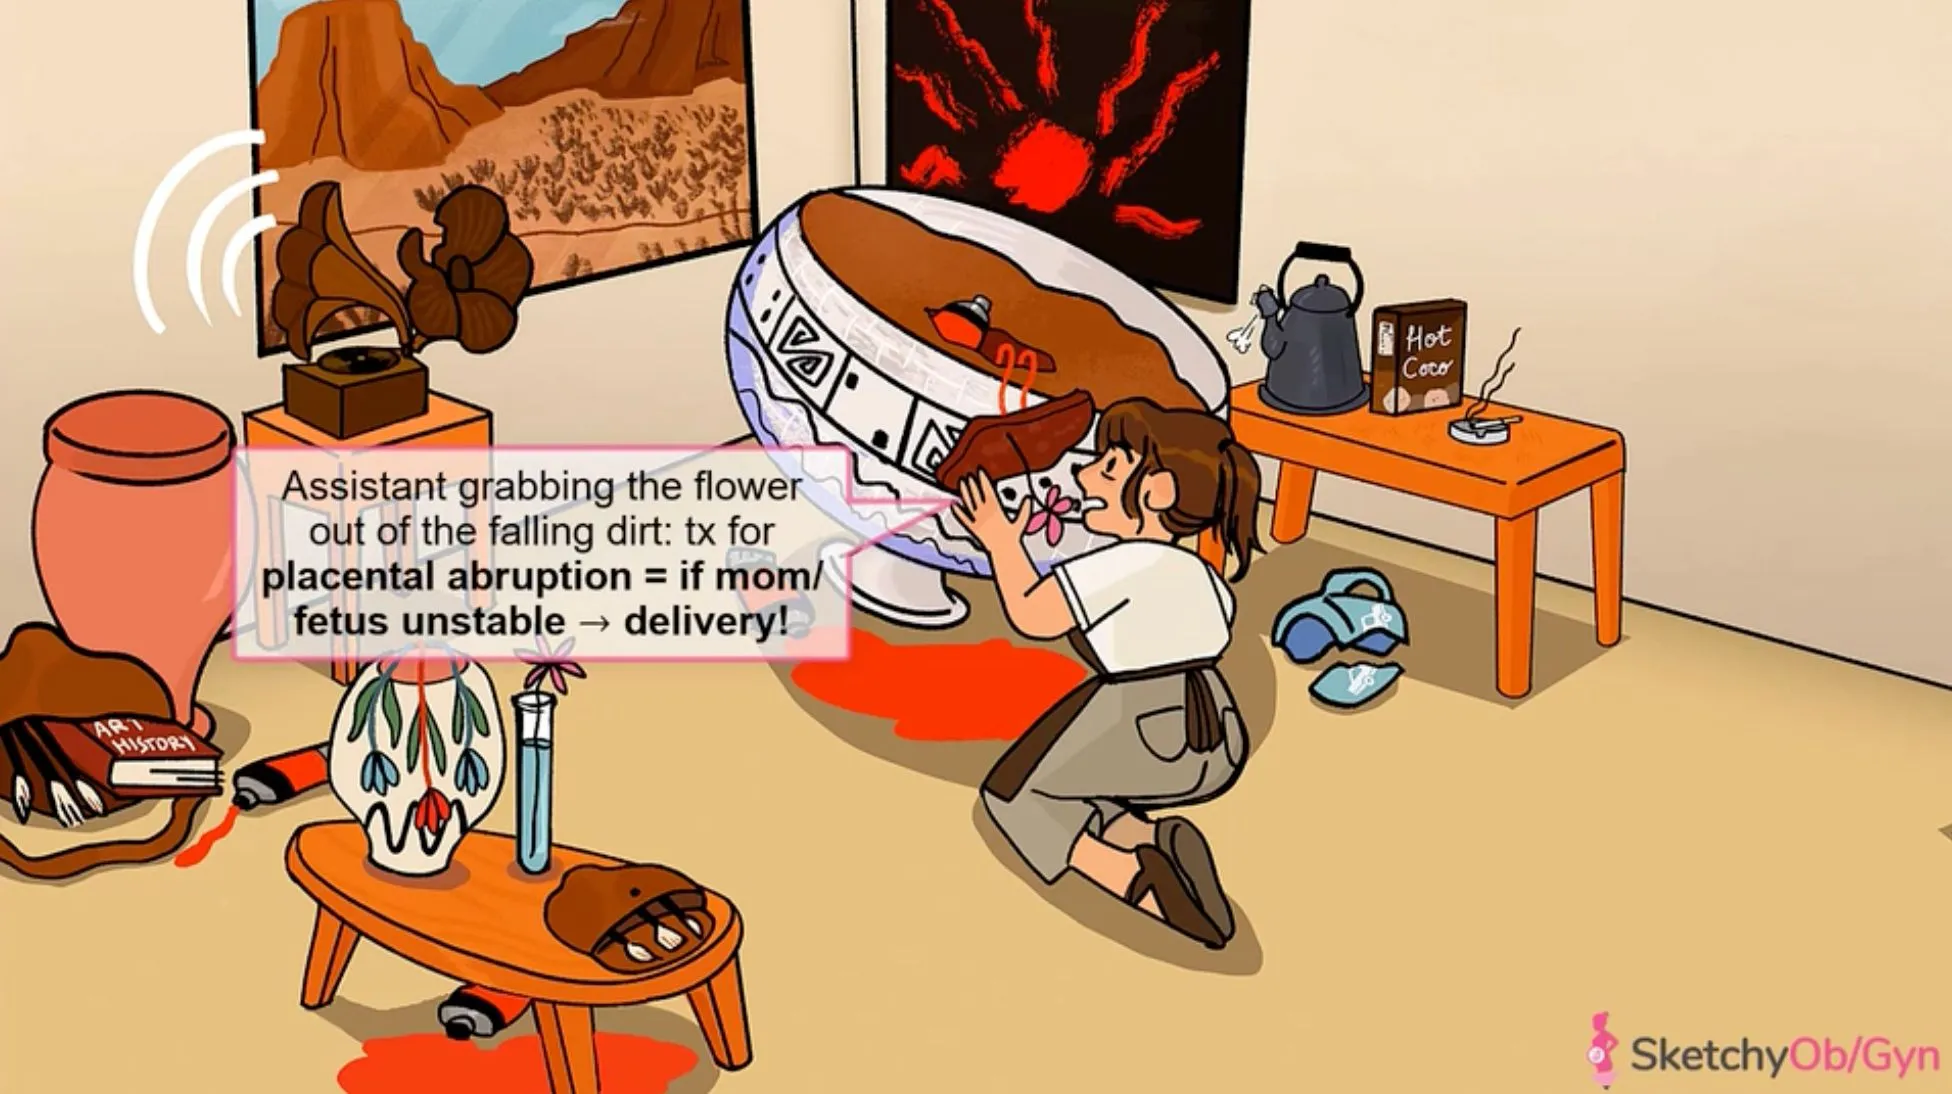 Hot
Coco
Assistant grabbing the flower
out of the falling dirt: tx for
placental abruption = if mom/
fetus unstable → delivery!
ART
HISTORY
SketchyOb/Gyn